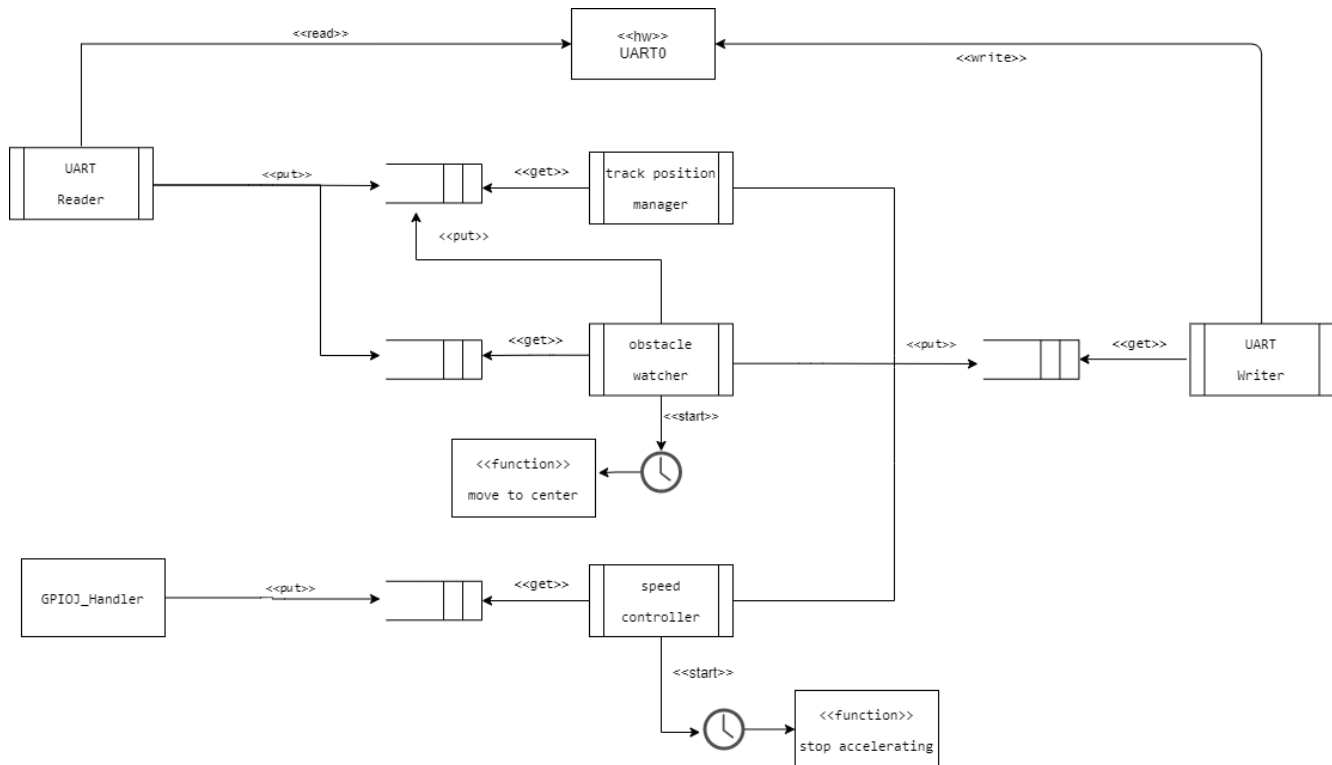 <<read>>
<<hw>>
UART0
<<write>>
UART
Reader
<<put>>
<<get>>
track position
manager
<<put>>
<<get>>
obstacle
watcher
<<put>>
<<get>>
UART
Writer
<<start>>
<<function>>
move to center
GPIOJ_Handler
<<put>>
<<get>>
speed
controller
<<start>>
<<function>>
stop accelerating